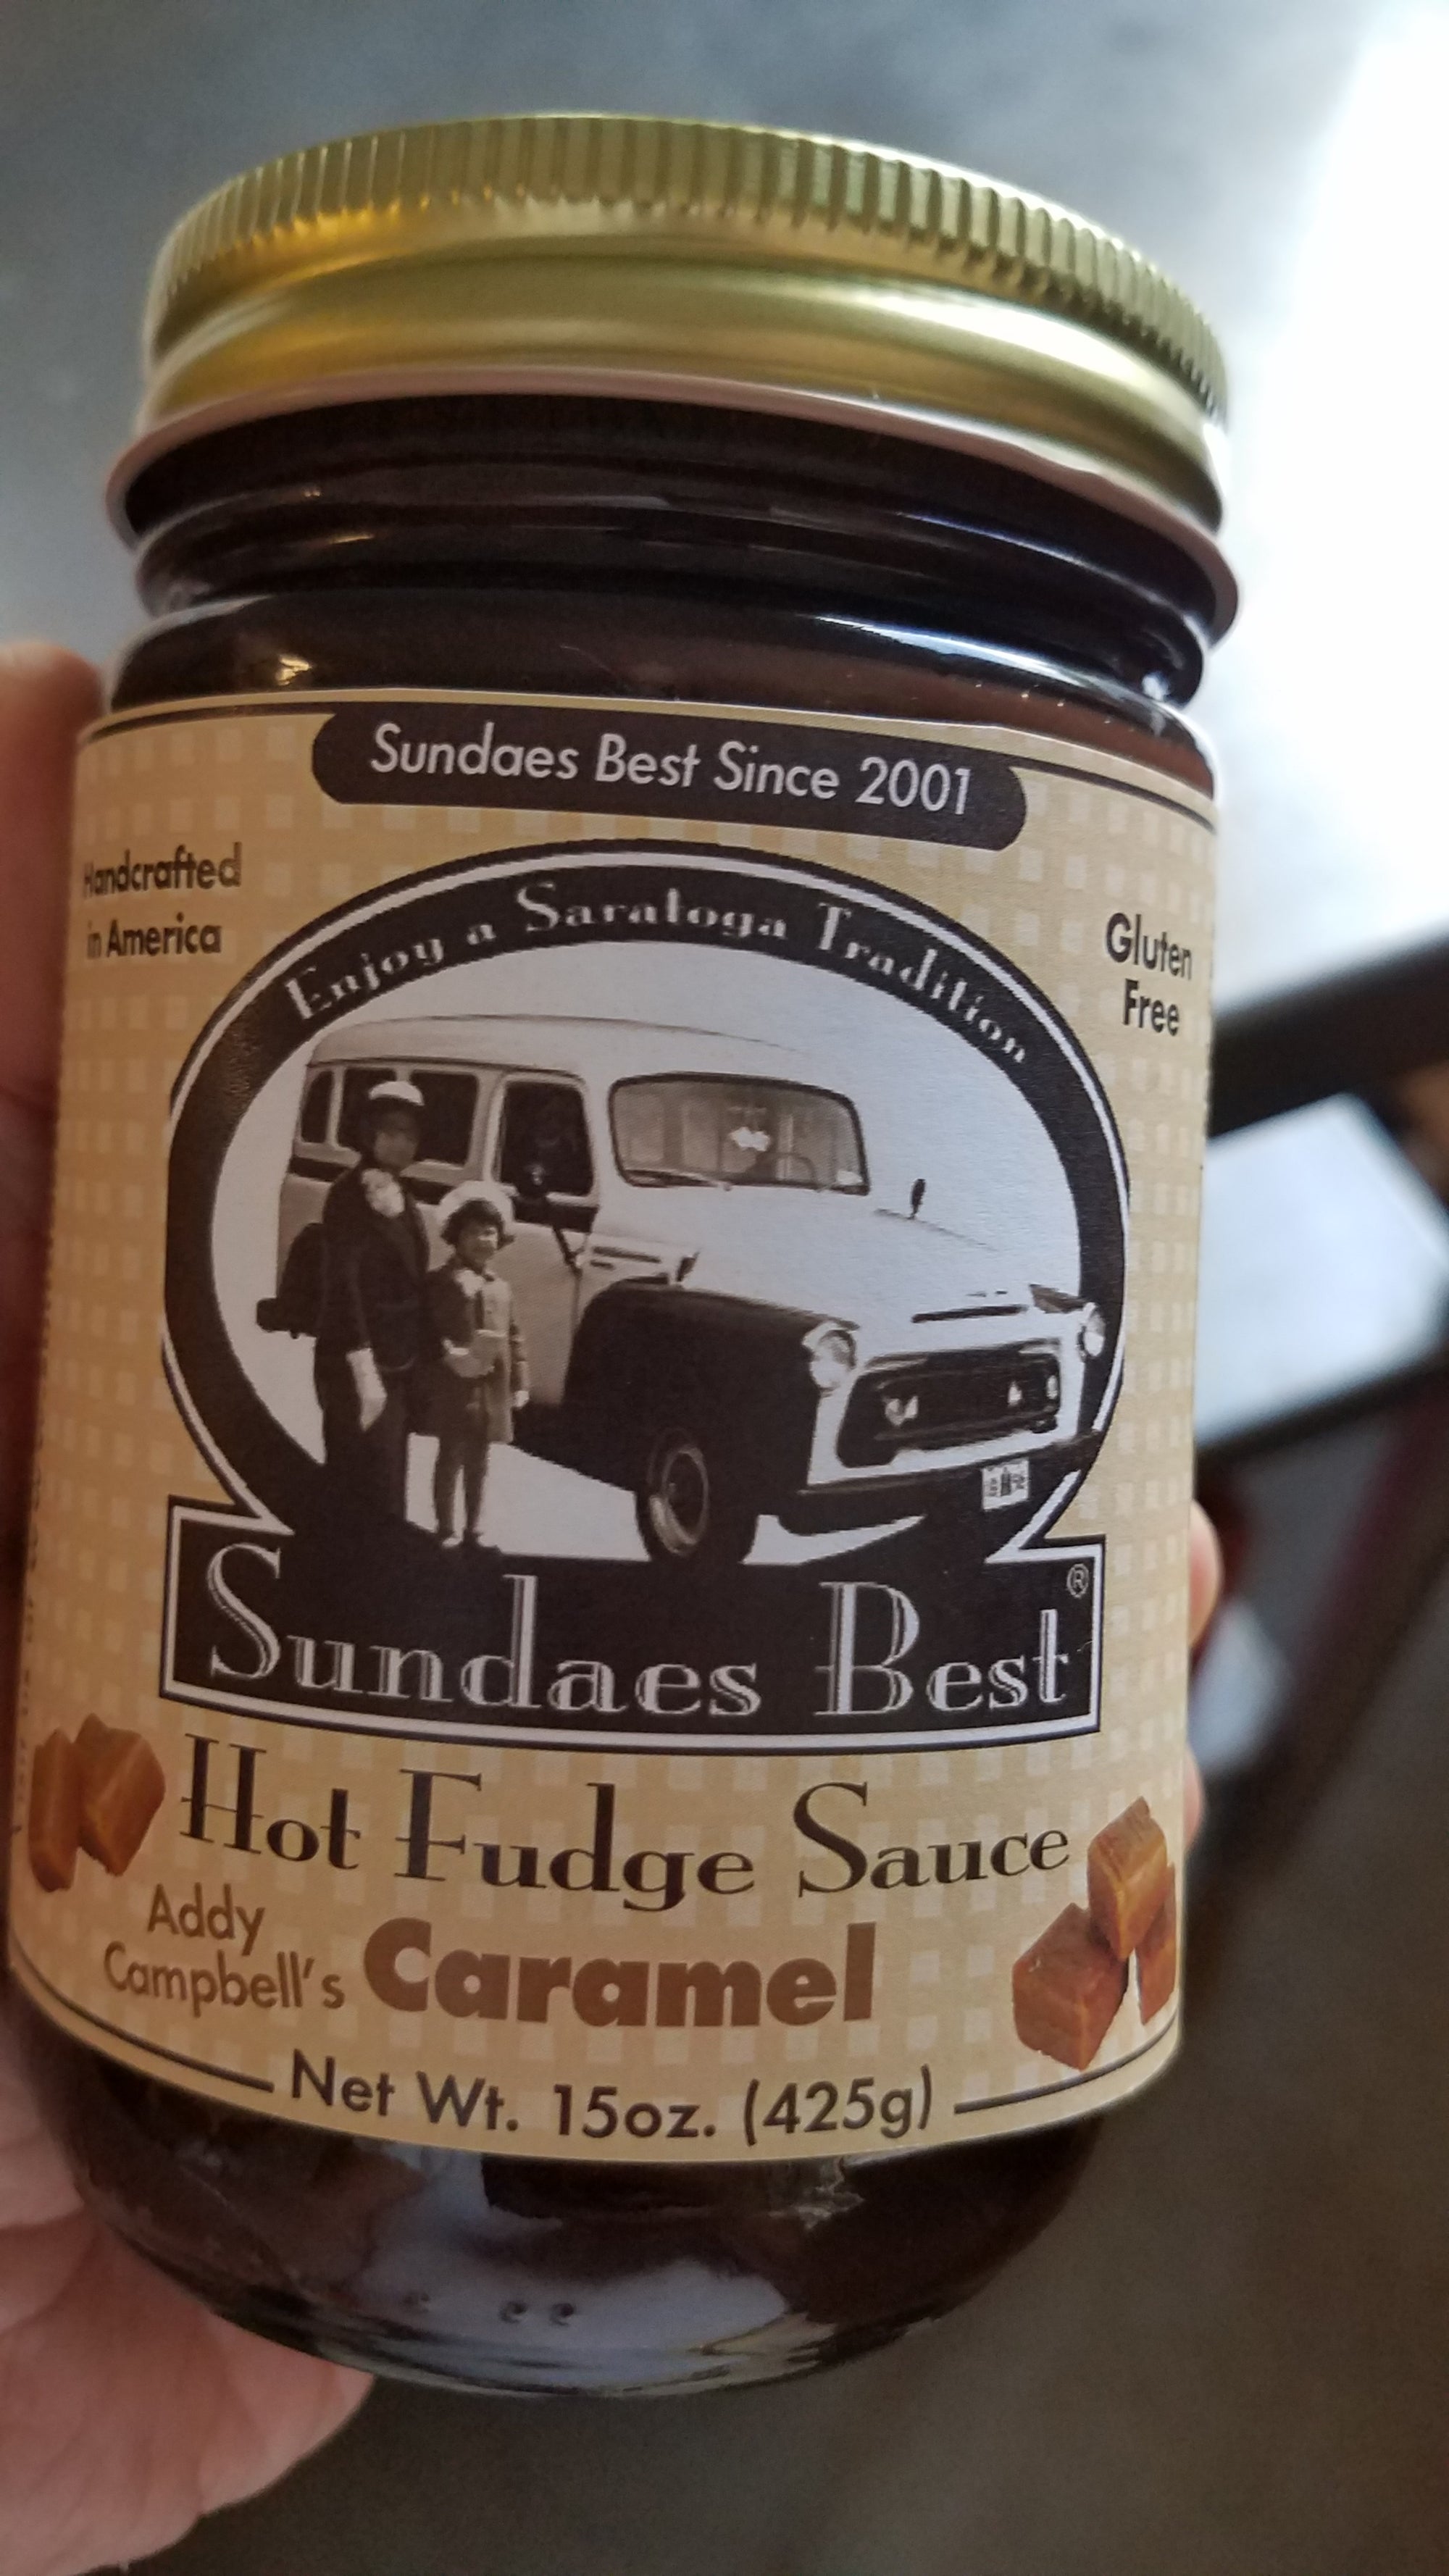 Sundaes Best Since 2001
Handcrafted
in America
Gluten
Free
Enjoy a Saratoga Tradition
Sundaes Best®
Hot Fudge Sauce
Addy
Campbell's Caramel
Net Wt. 15oz. (425g)